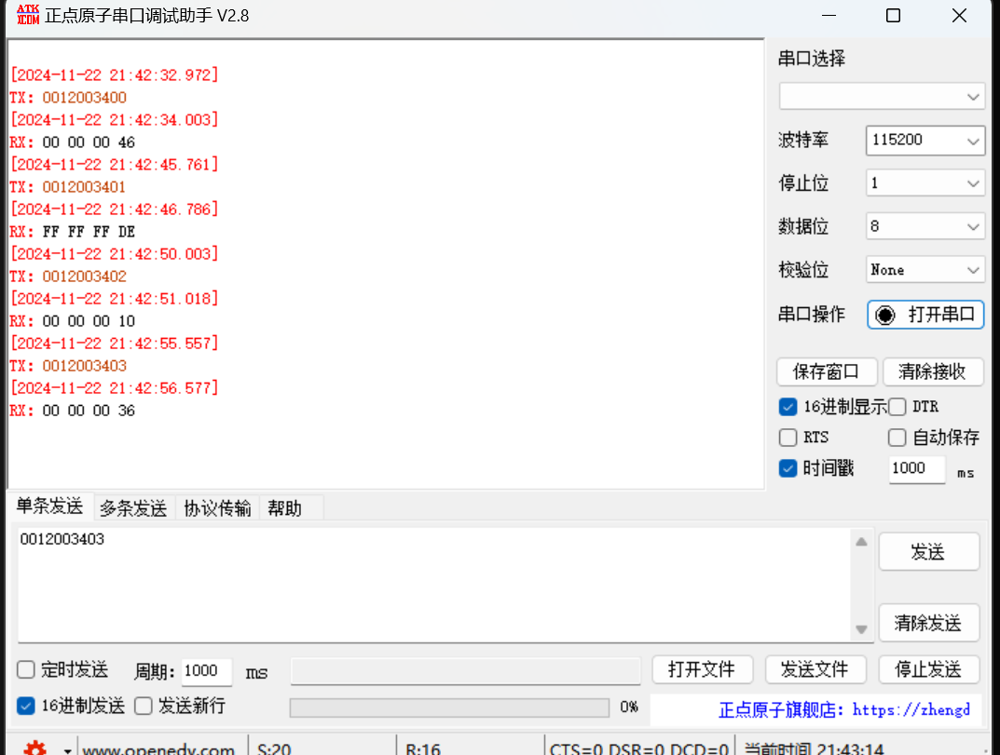 ATK
XCOM 正点原子串口调试助手 V2.8
[2024-11-22 21:42:32.972]
TX: 0012003400
[2024-11-22 21:42:34.003]
RX: 00 00 00 46
[2024-11-22 21:42:45.761]
TX: 0012003401
[2024-11-22 21:42:46.786]
RX: FF FF FF DE
[2024-11-22 21:42:50.003]
TX: 0012003402
[2024-11-22 21:42:51.018]
RX: 00 00 00 10
[2024-11-22 21:42:55.557]
TX: 0012003403
[2024-11-22 21:42:56.577]
RX: 00 00 00 36
串口选择
波特率 115200
停止位 1
数据位 8
校验位 None
串口操作 打开串口
保存窗口 清除接收
16进制显示 DTR
RTS 自动保存
时间戳 1000 ms
单条发送 多条发送 协议传输 帮助
0012003403
发送
清除发送
定时发送 周期: 1000 ms 打开文件 发送文件 停止发送
16进制发送 发送新行 0% 正点原子旗舰店: https://zhengd
www.openedv.com S:20 R:16 CTS=0 DSR=0 DCD=0 当前时间 21:43:14